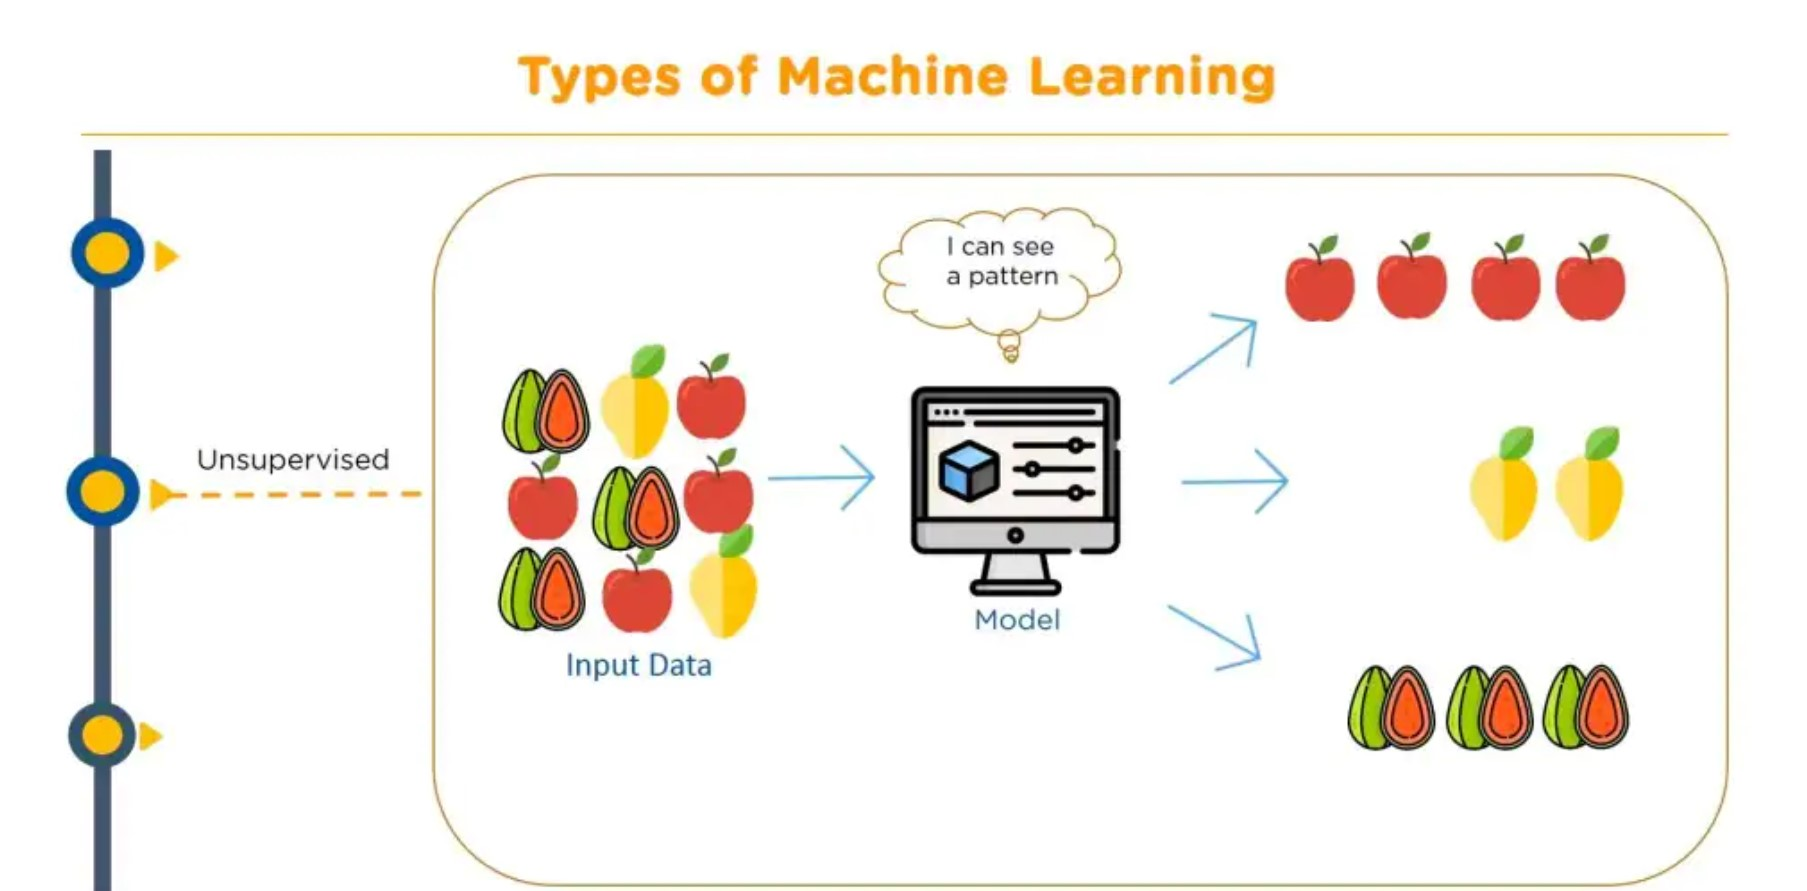 Types of Machine Learning
I can see
a pattern
Unsupervised
Model
Input Data